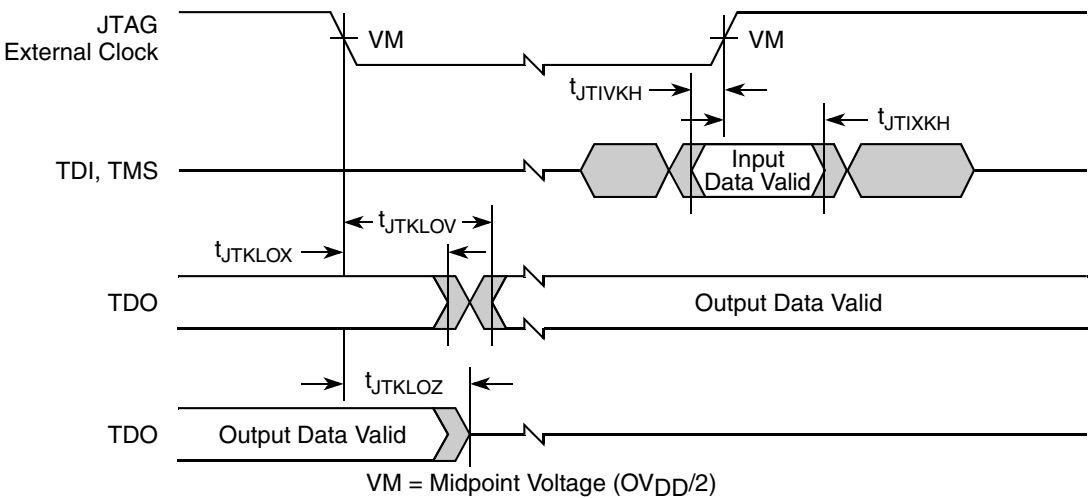 JTAG
External Clock
VM
VM
tJTIVKH
tJTIXKH
TDI, TMS
Input
Data Valid
tJTKLOV
tJTKLOX
TDO
Output Data Valid
tJTKLOZ
TDO
Output Data Valid
VM = Midpoint Voltage (OVDD/2)